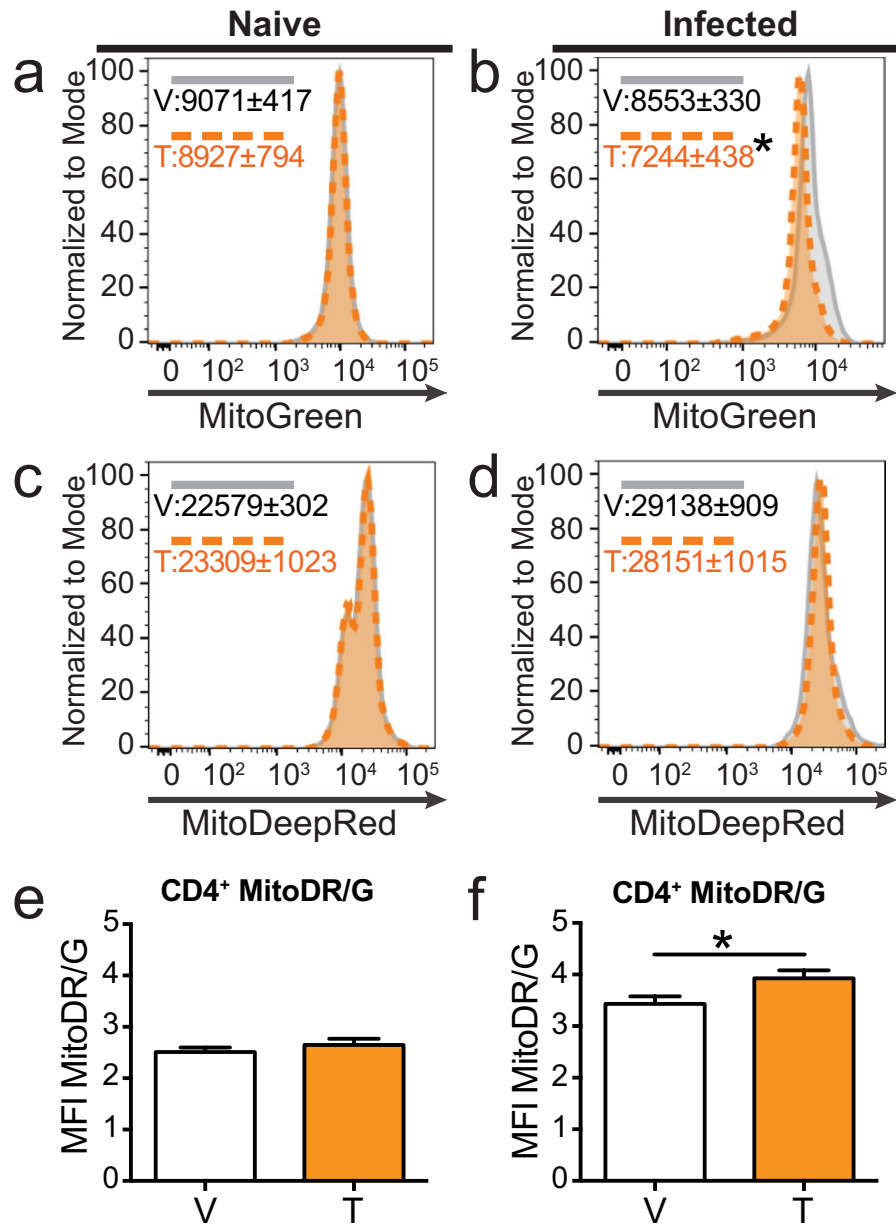 Naive
Infected
a
Normalized to Mode
100
80
60
40
20
0
V:9071±417
T:8927±794
0 10² 10³ 10⁴ 10⁵
MitoGreen
b
Normalized to Mode
100
80
60
40
20
0
V:8553±330
T:7244±438*
0 10³ 10⁴
MitoGreen
c
Normalized to Mode
100
80
60
40
20
0
V:22579±302
T:23309±1023
0 10² 10³ 10⁴ 10⁵
MitoDeepRed
d
Normalized to Mode
100
80
60
40
20
0
V:29138±909
T:28151±1015
0 10² 10³ 10⁴ 10⁵
MitoDeepRed
e
CD4⁺ MitoDR/G
MFI MitoDR/G
5
4
3
2
1
0
V T
f
CD4⁺ MitoDR/G
MFI MitoDR/G
5
4
3
2
1
0
*
V T